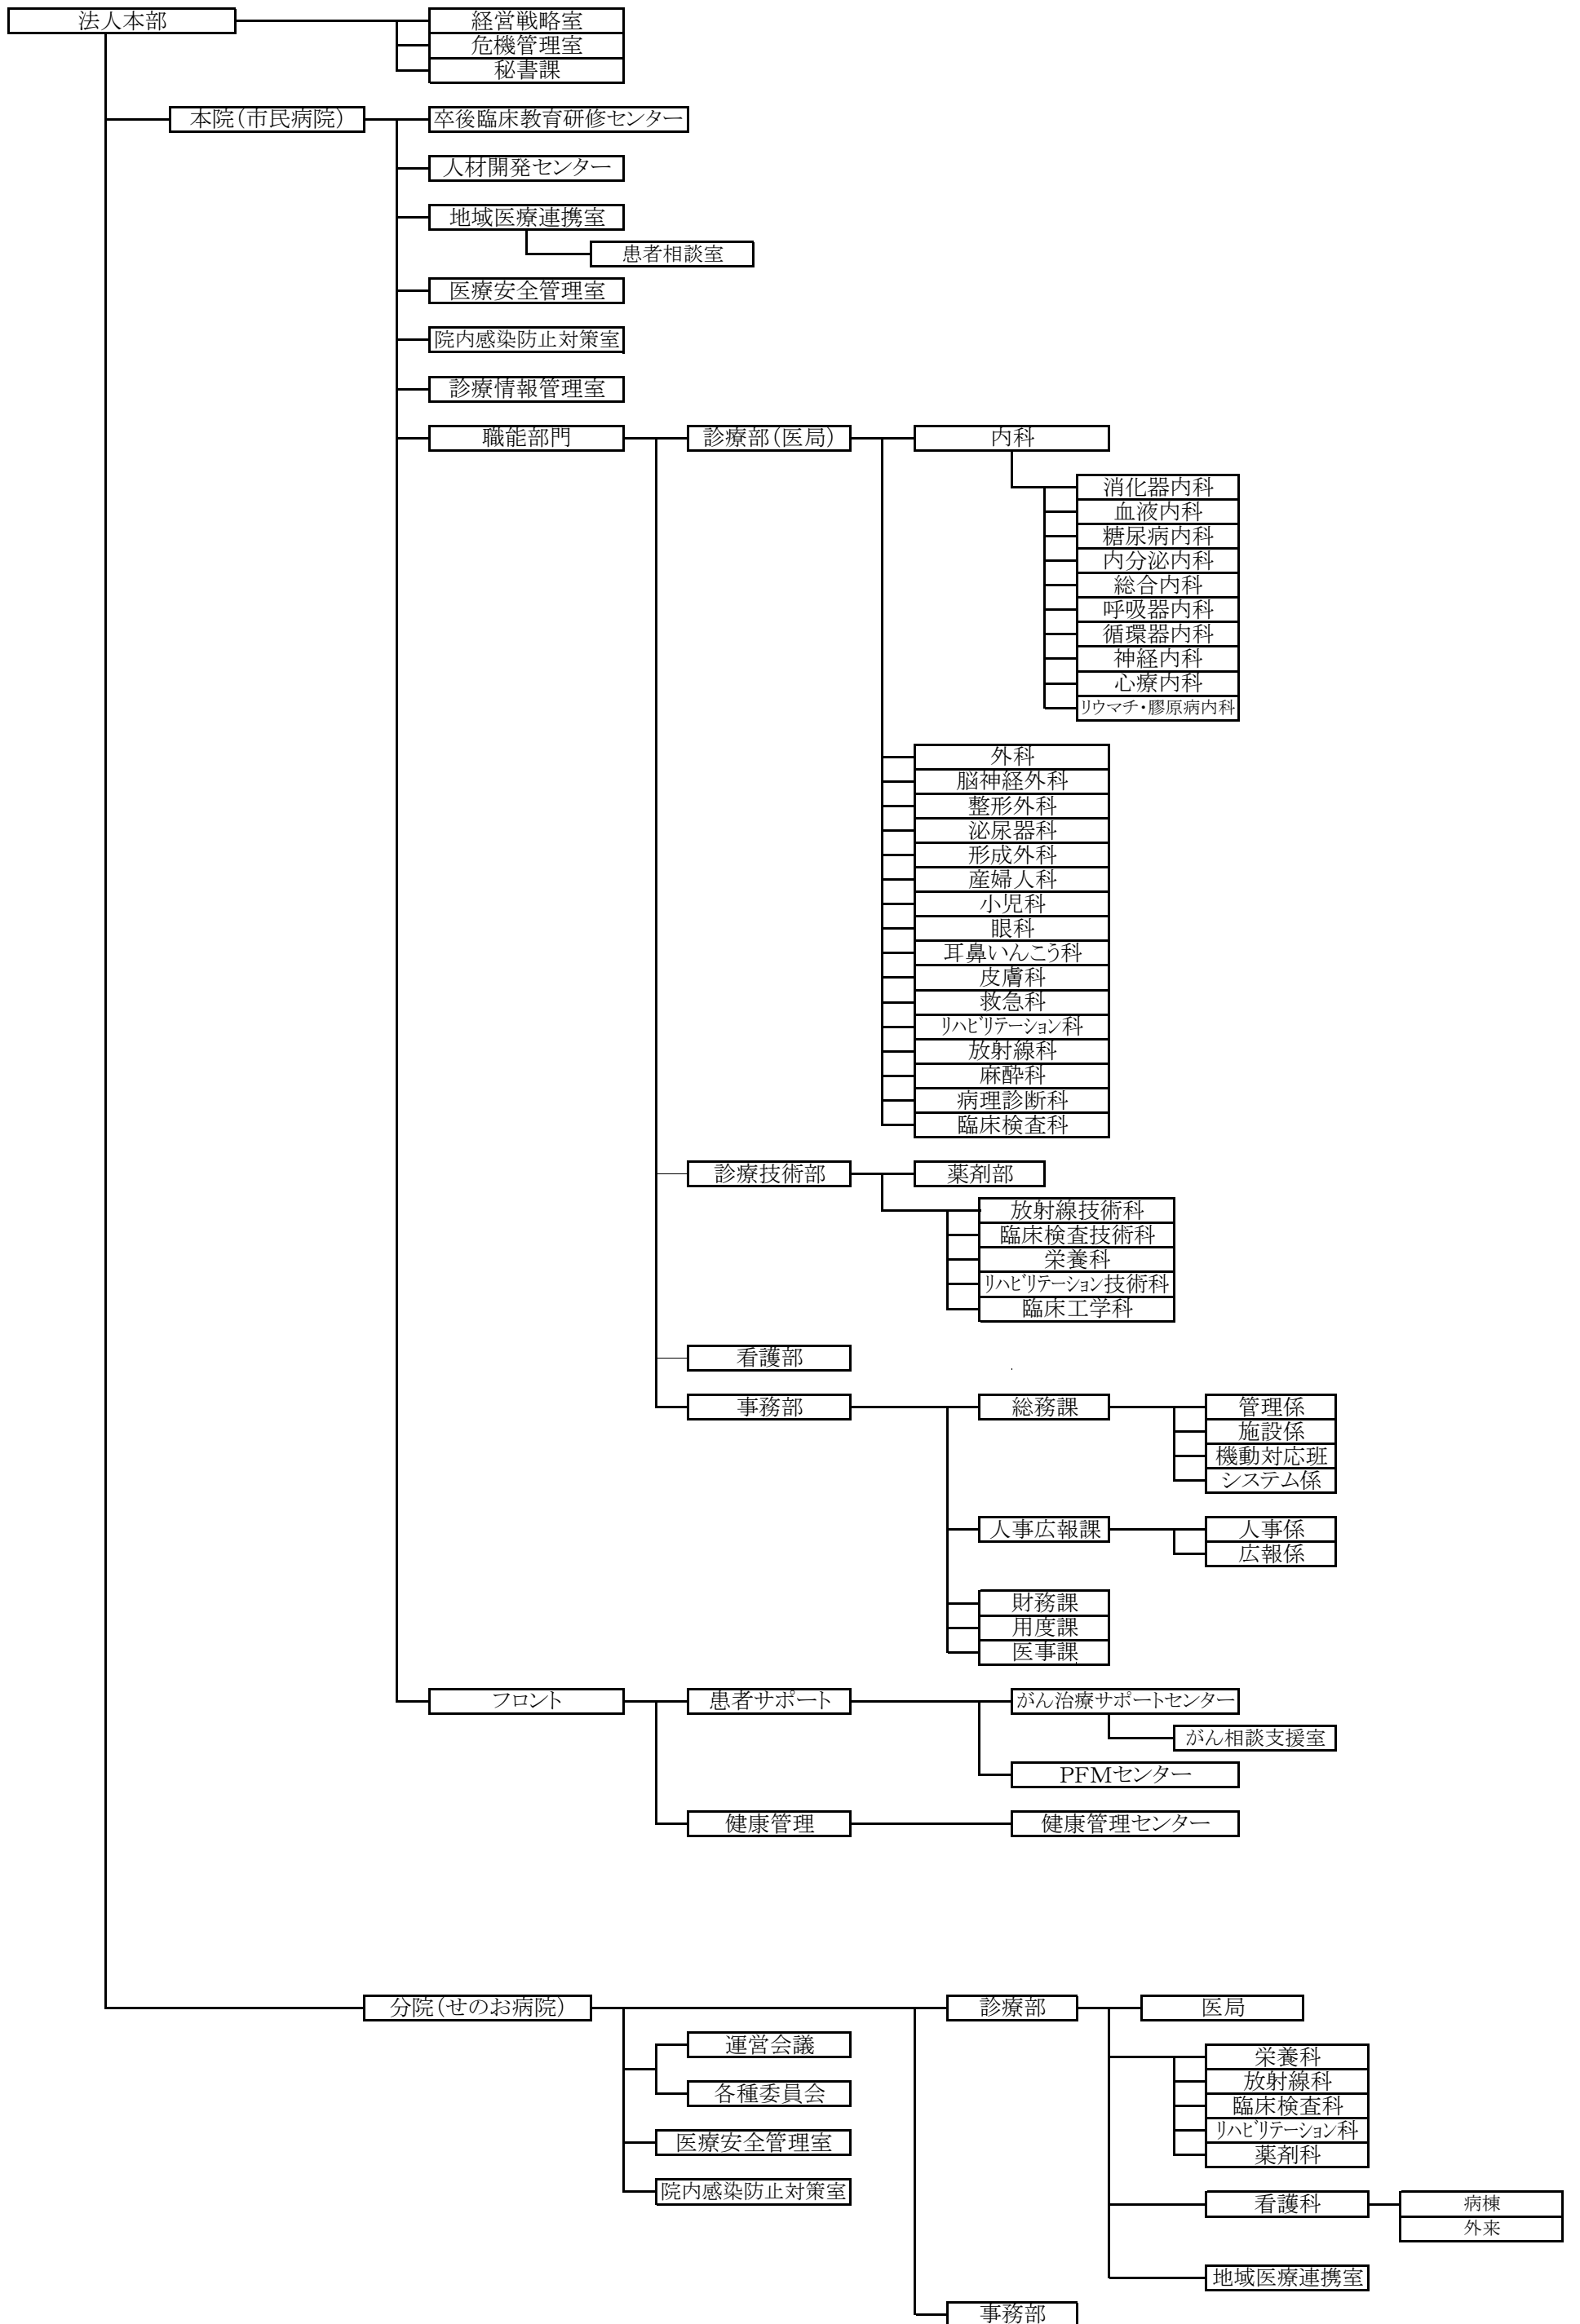 法人本部
経営戦略室
危機管理室
秘書課
本院（市民病院）
卒後臨床教育研修センター
人材開発センター
地域医療連携室
患者相談室
医療安全管理室
院内感染防止対策室
診療情報管理室
職能部門
診療部（医局）
内科
消化器内科
血液内科
糖尿病内科
内分泌内科
総合内科
呼吸器内科
循環器内科
神経内科
心療内科
リウマチ・膠原病内科
外科
脳神経外科
整形外科
泌尿器科
形成外科
産婦人科
小児科
眼科
耳鼻いんこう科
皮膚科
救急科
ﾘﾊﾋﾞﾘﾃｰｼｮﾝ科
放射線科
麻酔科
病理診断科
臨床検査科
診療技術部
薬剤部
放射線技術科
臨床検査技術科
栄養科
ﾘﾊﾋﾞﾘﾃｰｼｮﾝ技術科
臨床工学科
看護部
事務部
総務課
管理係
施設係
機動対応班
システム係
人事広報課
人事係
広報係
財務課
用度課
医事課
フロント
患者サポート
がん治療サポートセンター
がん相談支援室
PFMセンター
健康管理
健康管理センター
分院（せのお病院）
診療部
医局
運営会議
各種委員会
医療安全管理室
院内感染防止対策室
栄養科
放射線科
臨床検査科
ﾘﾊﾋﾞﾘﾃｰｼｮﾝ科
薬剤科
看護科
病棟
外来
地域医療連携室
事務部